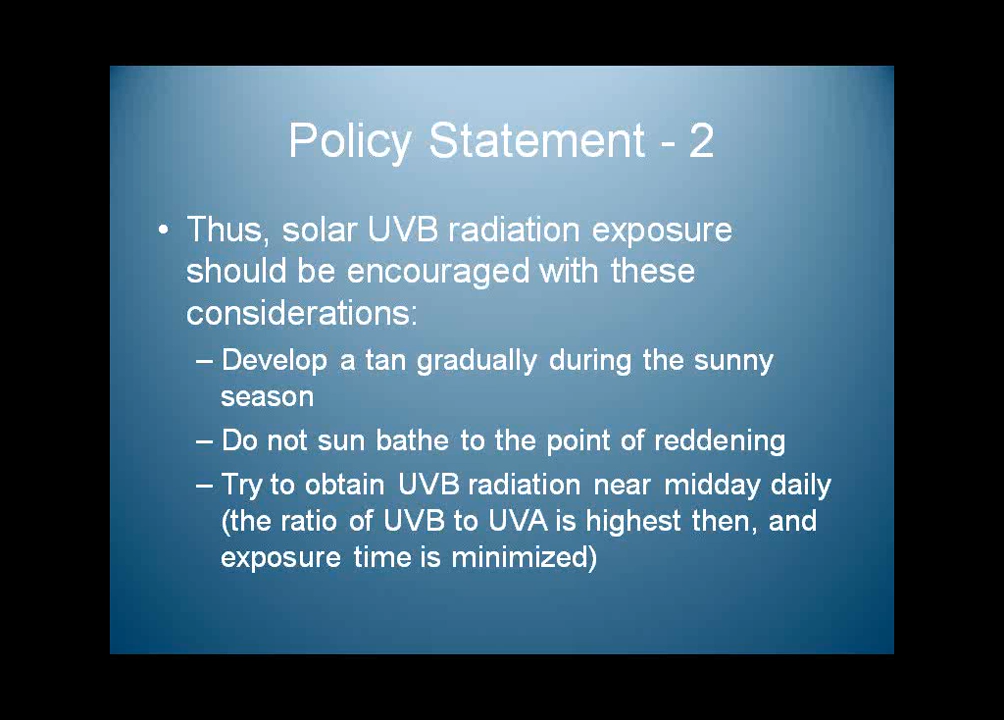 Policy Statement - 2
• Thus, solar UVB radiation exposure
should be encouraged with these
considerations:
– Develop a tan gradually during the sunny
season
– Do not sun bathe to the point of reddening
– Try to obtain UVB radiation near midday daily
(the ratio of UVB to UVA is highest then, and
exposure time is minimized)